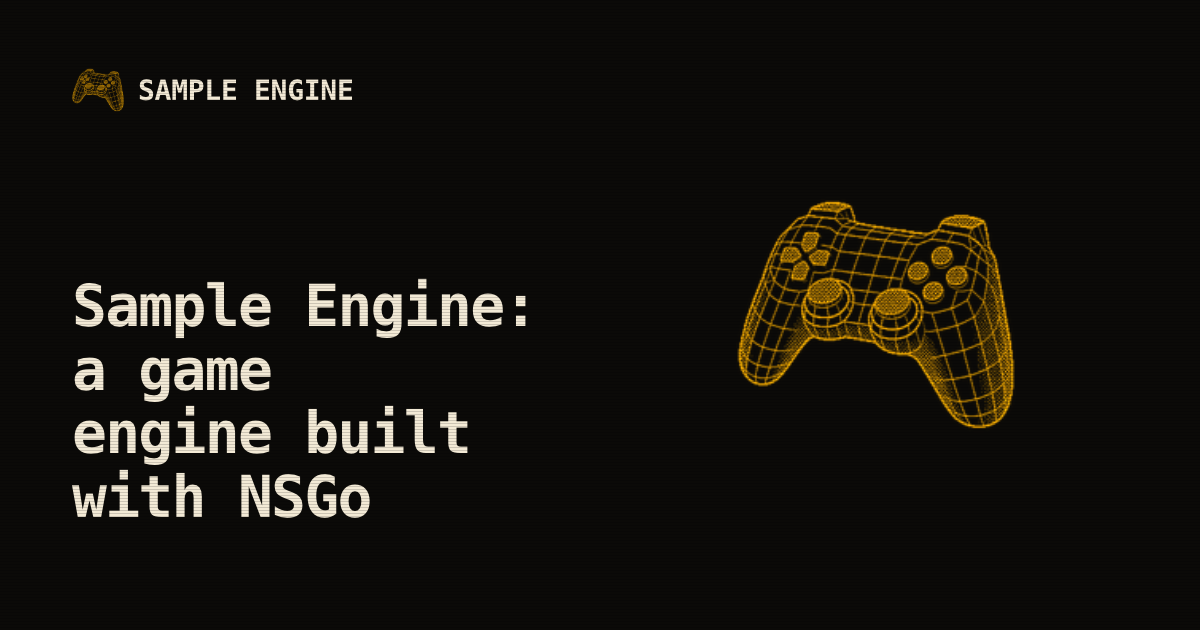 SAMPLE ENGINE
Sample Engine:
a game
engine built
with NSGo